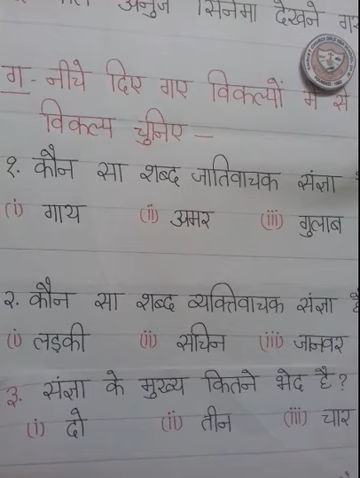 अनुज सिनेमा देखने
ग - नीचे दिए गए विकल्पों में से
विकल्प चुनिए –
१. कौन सा शब्द जातिवाचक संज्ञा
(i) गाय (ii) अमर (iii) गुलाब
२. कौन सा शब्द व्यक्तिवाचक संज्ञा है
(i) लड़की (ii) सचिन (iii) जानवर
३. संज्ञा के मुख्य कितने भेद है?
(i) दो (ii) तीन (iii) चार